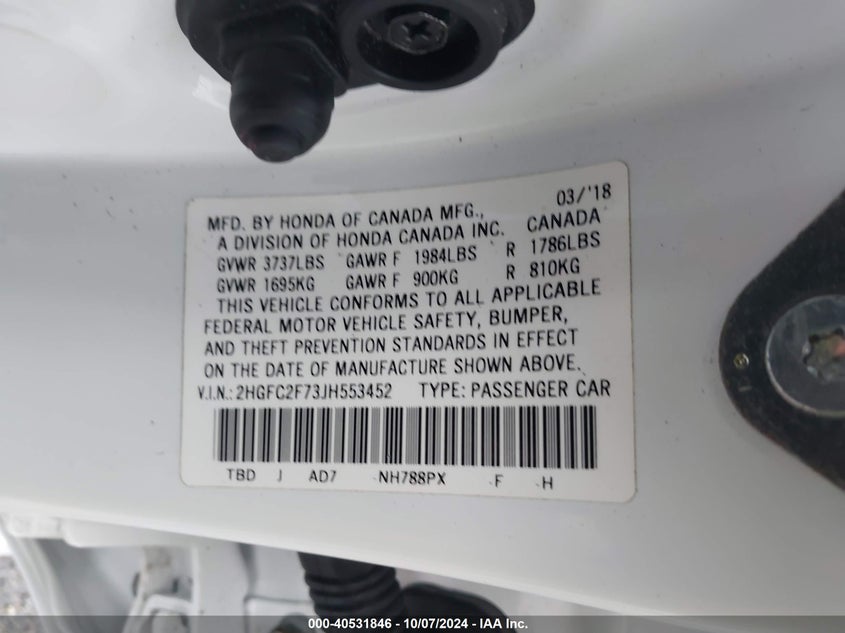 03/'18
MFD. BY HONDA OF CANADA MFG.,
A DIVISION OF HONDA CANADA INC. CANADA
GVWR 3737LBS GAWR F 1984LBS R 1786LBS
GVWR 1695KG GAWR F 900KG R 810KG
THIS VEHICLE CONFORMS TO ALL APPLICABLE
FEDERAL MOTOR VEHICLE SAFETY, BUMPER,
AND THEFT PREVENTION STANDARDS IN EFFECT
ON THE DATE OF MANUFACTURE SHOWN ABOVE.
V.I.N.:2HGFC2F73JH553452 TYPE: PASSENGER CAR
TBD J AD7 NH788PX -F -H
000-40531846 - 10/07/2024 - IAA Inc.